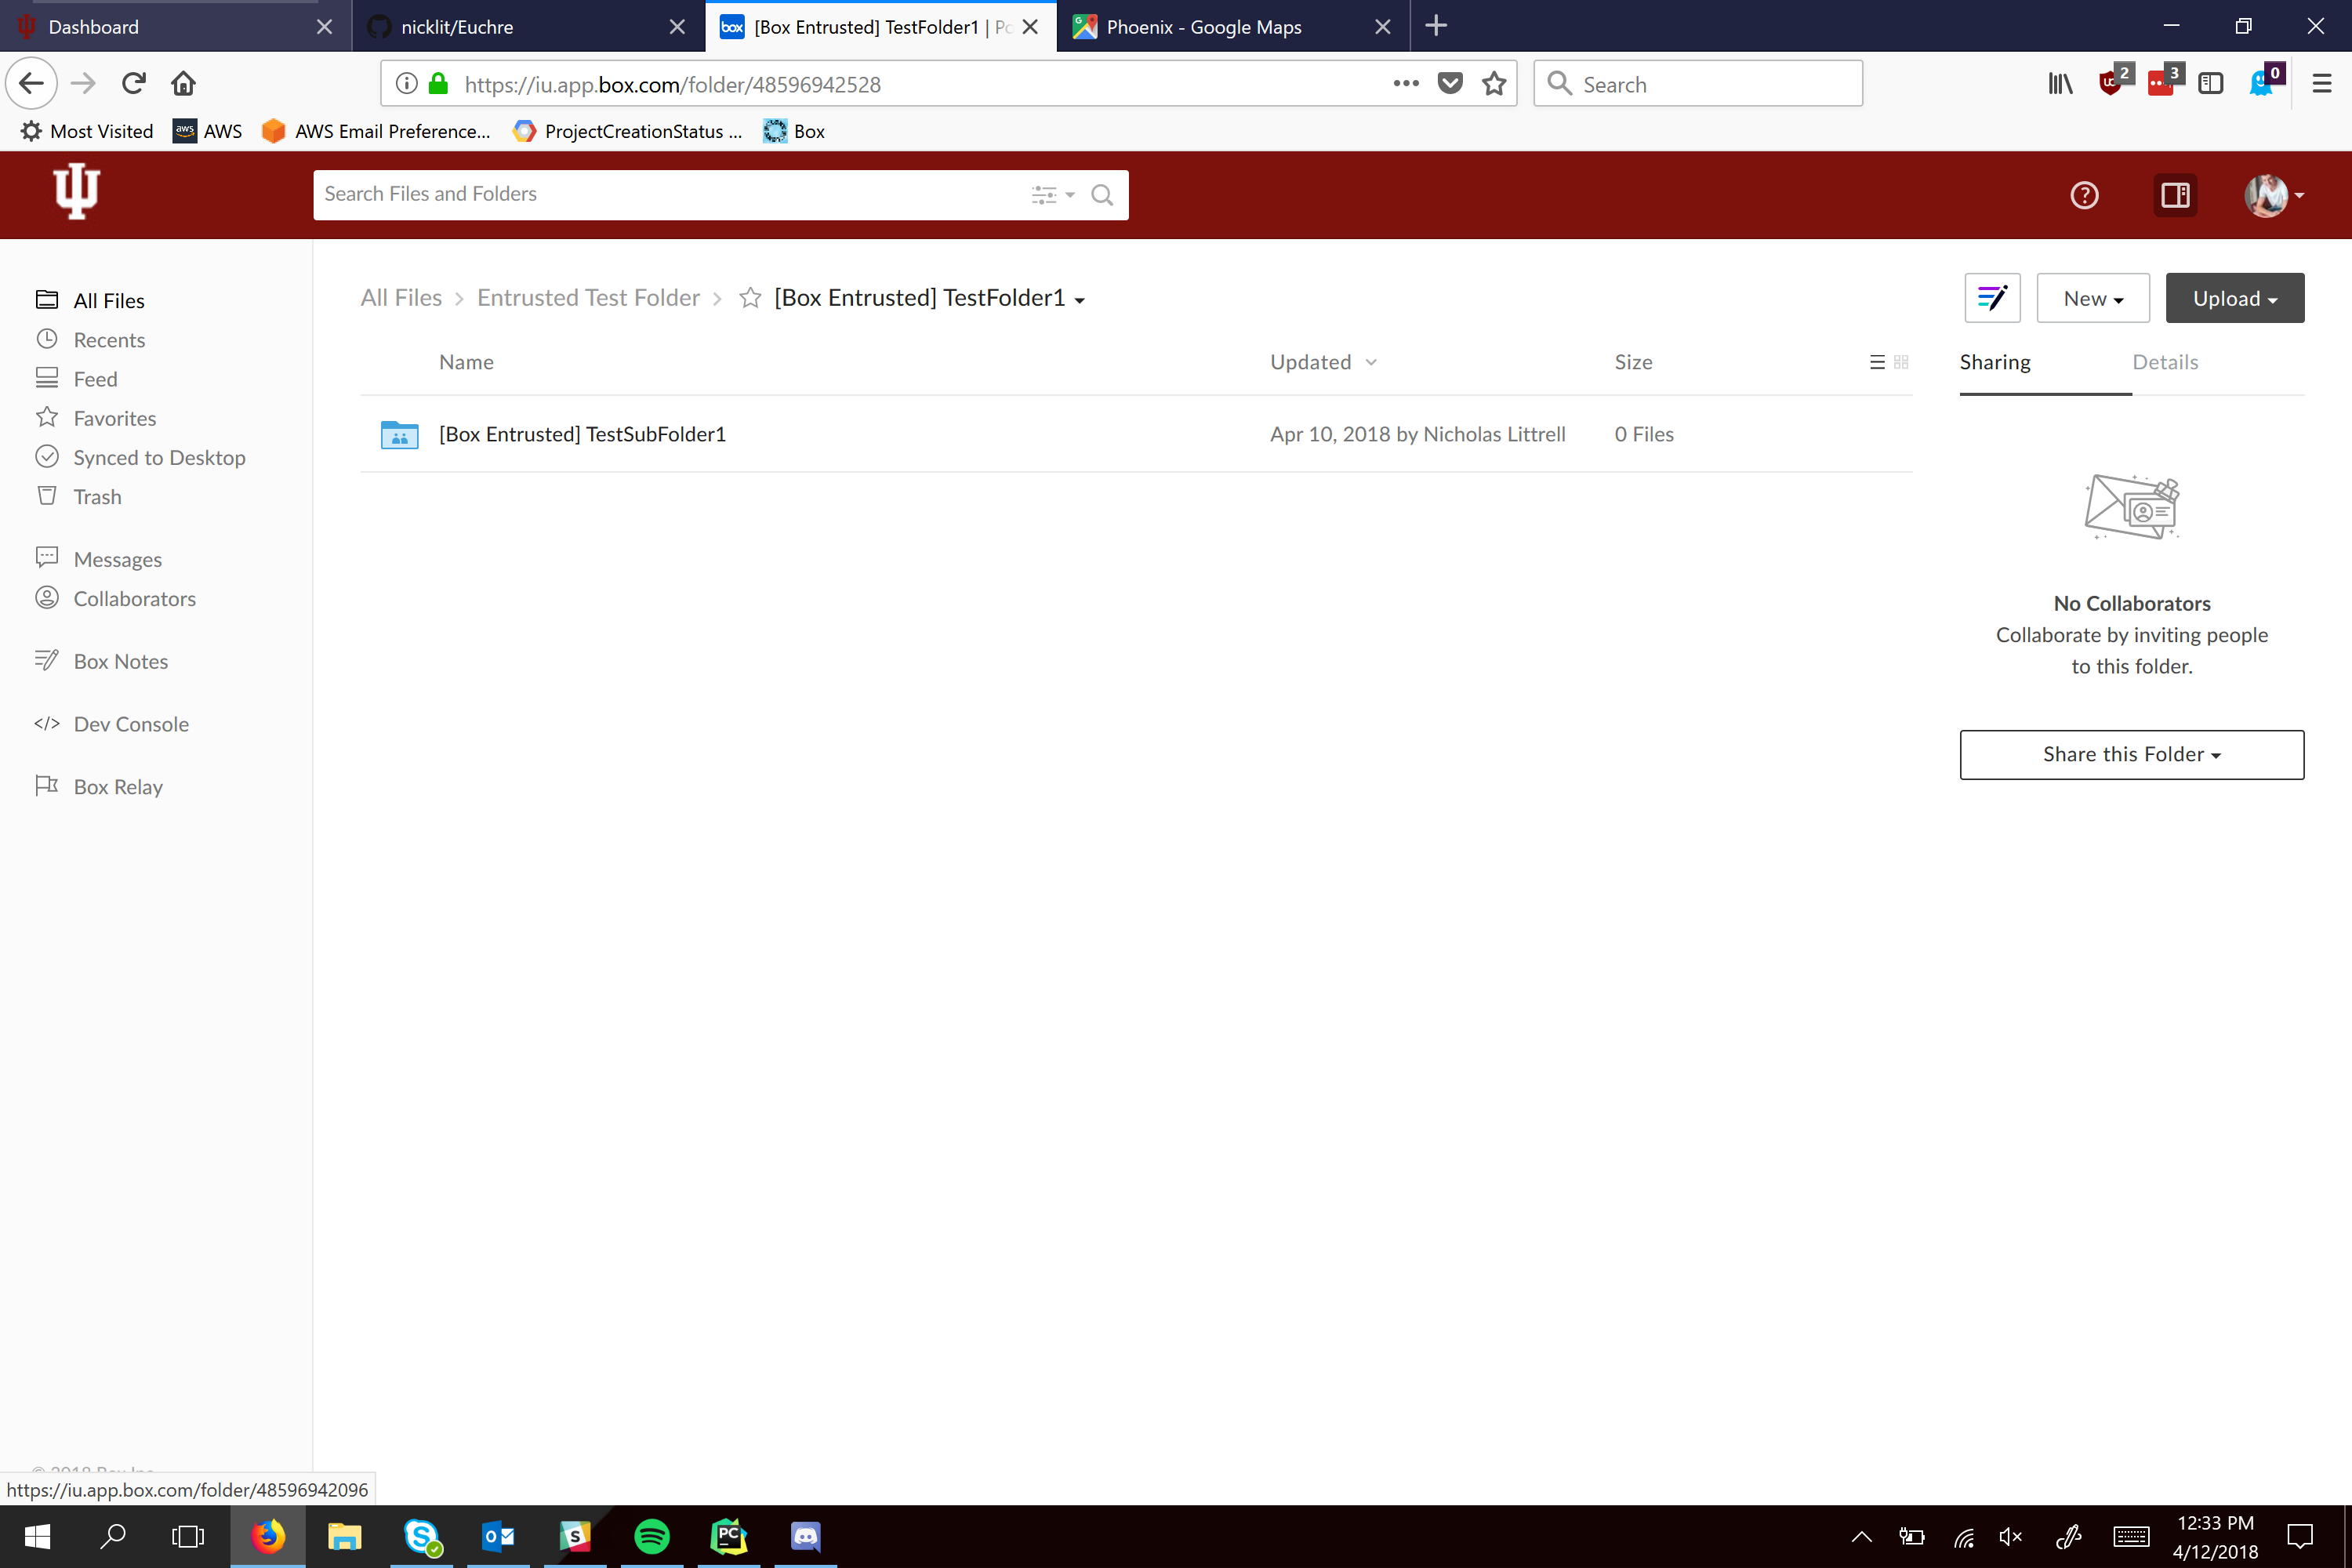 Dashboard
nicklit/Euchre
[Box Entrusted] TestFolder1 | Po
Phoenix - Google Maps
https://iu.app.box.com/folder/48596942528
Search
2
3
0
Most Visited
aws AWS
AWS Email Preference...
ProjectCreationStatus ...
Box
Search Files and Folders
All Files
Recents
Feed
Favorites
Synced to Desktop
Trash
Messages
Collaborators
Box Notes
Dev Console
Box Relay
All Files > Entrusted Test Folder > [Box Entrusted] TestFolder1
New
Upload
Name Updated Size
[Box Entrusted] TestSubFolder1 Apr 10, 2018 by Nicholas Littrell 0 Files
Sharing Details
No Collaborators
Collaborate by inviting people
to this folder.
Share this Folder
https://iu.app.box.com/folder/48596942096
12:33 PM
4/12/2018